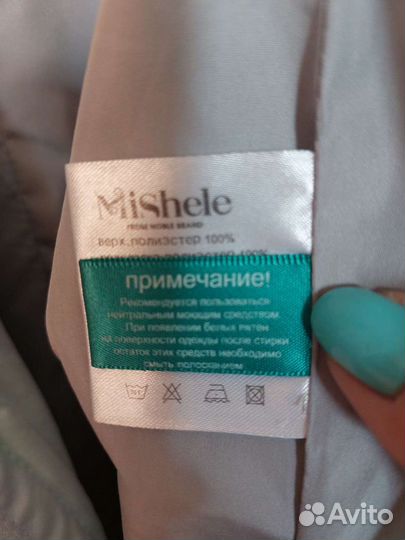 MiShele
FROM NOBLE BRAND
верх.полиэстер 100%
примечание!
Рекомендуется пользоваться
нейтральным моющим средством.
При появлении белых пятен
на поверхности одежды после стирки
остаток этих средств необходимо
смыть полосканием
Avito